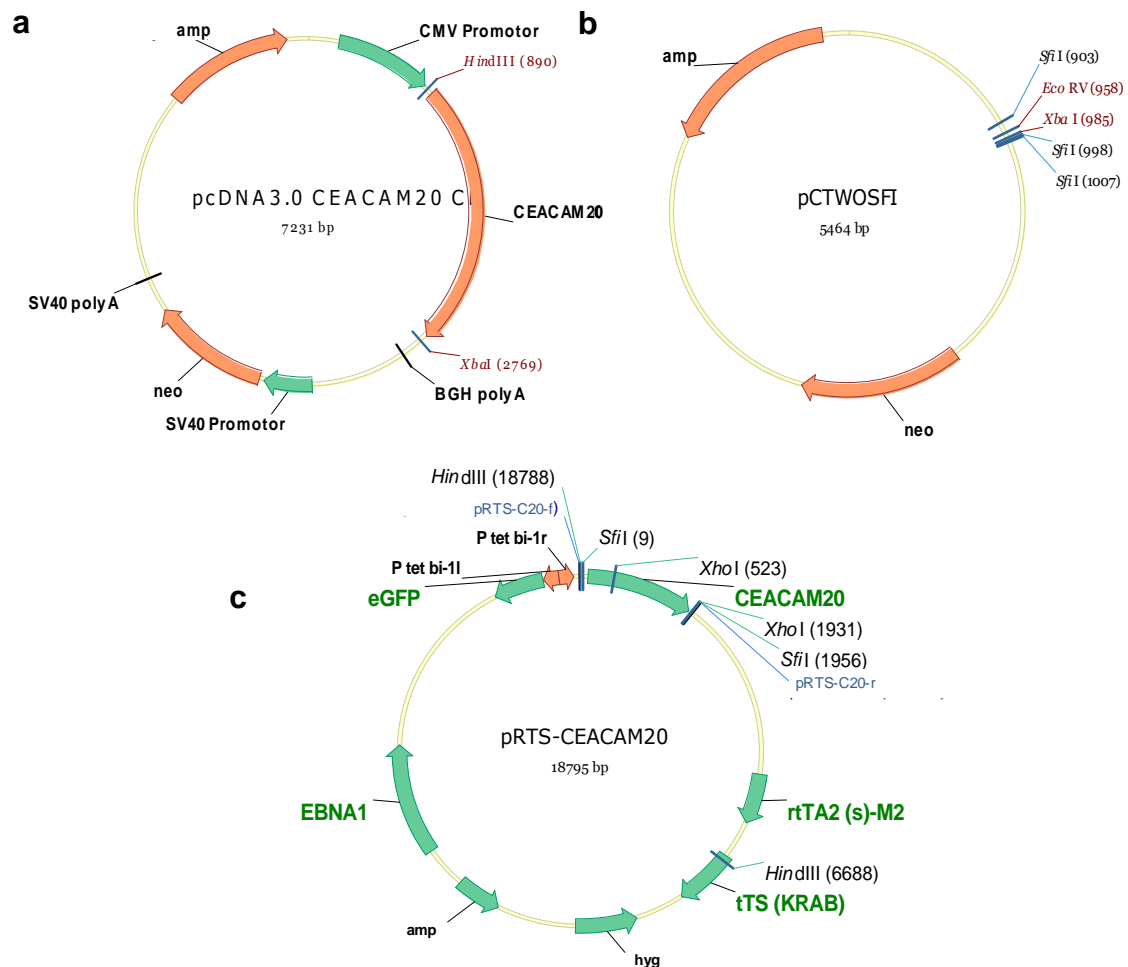 a
amp
CMV Promotor
HindIII (890)
pcDNA3.0 CEACAM20 C
7231 bp
CEACAM20
SV40 poly A
XbaI (2769)
BGH poly A
neo
SV40 Promotor
b
amp
SfiI (903)
Eco RV (958)
Xba I (985)
SfiI (998)
SfiI (1007)
pCTWOSFI
5464 bp
neo
c
HindIII (18788)
pRTS-C20-f)
P tet bi-1r
SfiI (9)
P tet bi-1l
XhoI (523)
eGFP
CEACAM20
XhoI (1931)
SfiI (1956)
pRTS-C20-r
pRTS-CEACAM20
18795 bp
EBNA1
rtTA2 (s)-M2
HindIII (6688)
tTS (KRAB)
amp
hyg